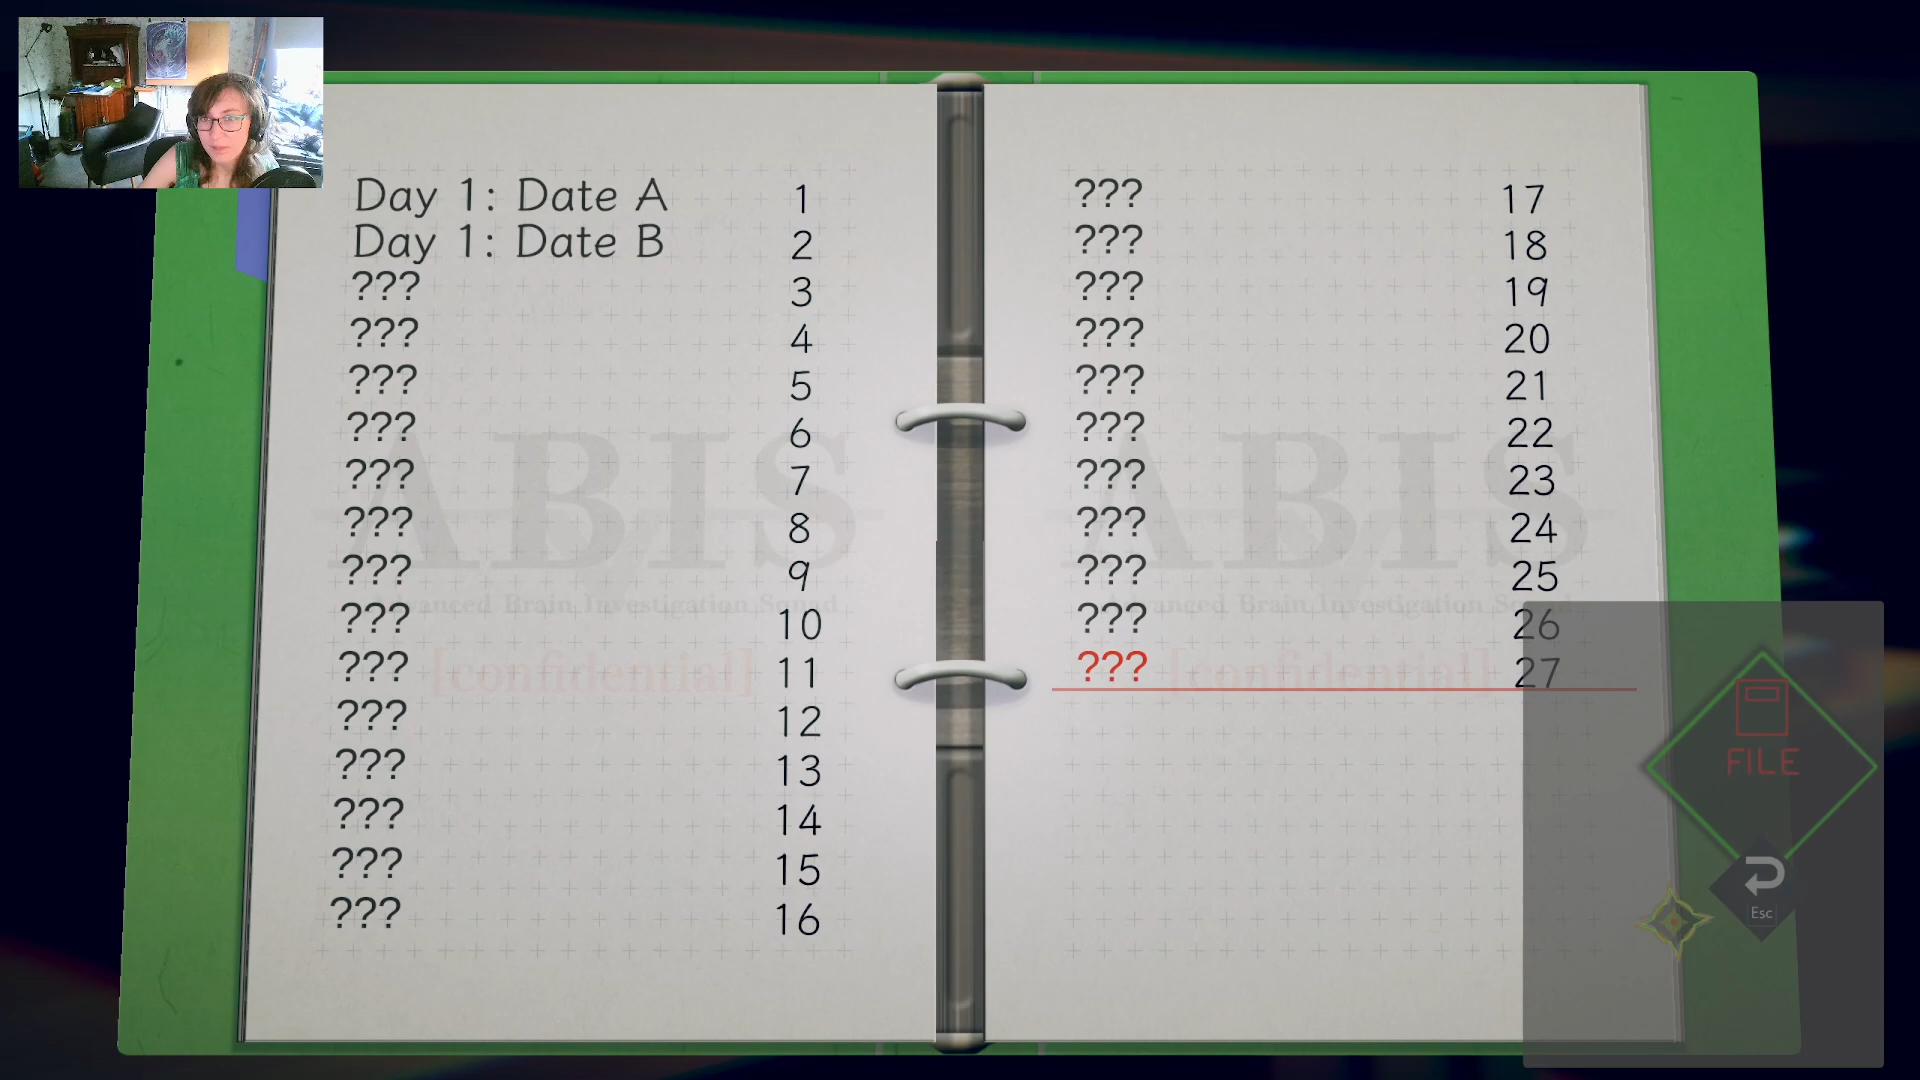 Day 1: Date A 1
Day 1: Date B 2
??? 3
??? 4
??? 5
??? 6
??? 7
??? 8
??? 9
??? 10
??? 11
??? 12
??? 13
??? 14
??? 15
??? 16
ABIS
Advanced Brain Investigation Squad
[confidential]
??? 17
??? 18
??? 19
??? 20
??? 21
??? 22
??? 23
??? 24
??? 25
??? 26
??? 27
ABIS
Advanced Brain Investigation Squad
[confidential]
FILE
Esc